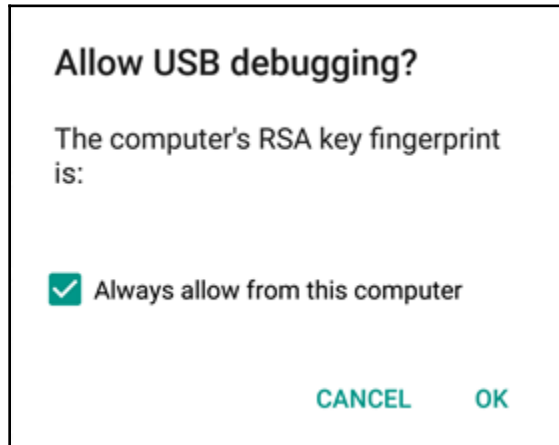 Allow USB debugging?
The computer's RSA key fingerprint
is:
Always allow from this computer
CANCEL OK